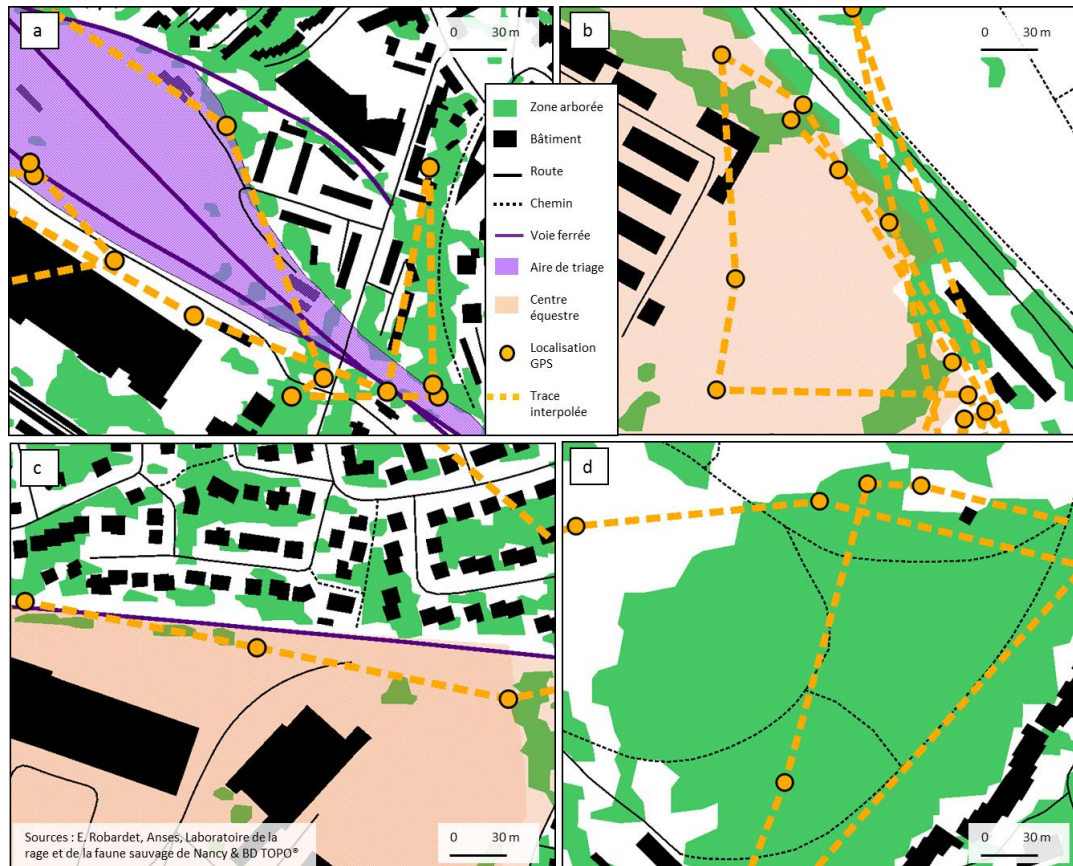 a
0 30 m
b
0 30 m
Zone arborée
Bâtiment
Route
Chemin
Voie ferrée
Aire de triage
Centre
équestre
Localisation
GPS
Trace
interpolée
c
d
Sources : E. Robardet, Anses, Laboratoire de la
rage et de la faune sauvage de Nancy & BD TOPO®
0 30 m
0 30 m